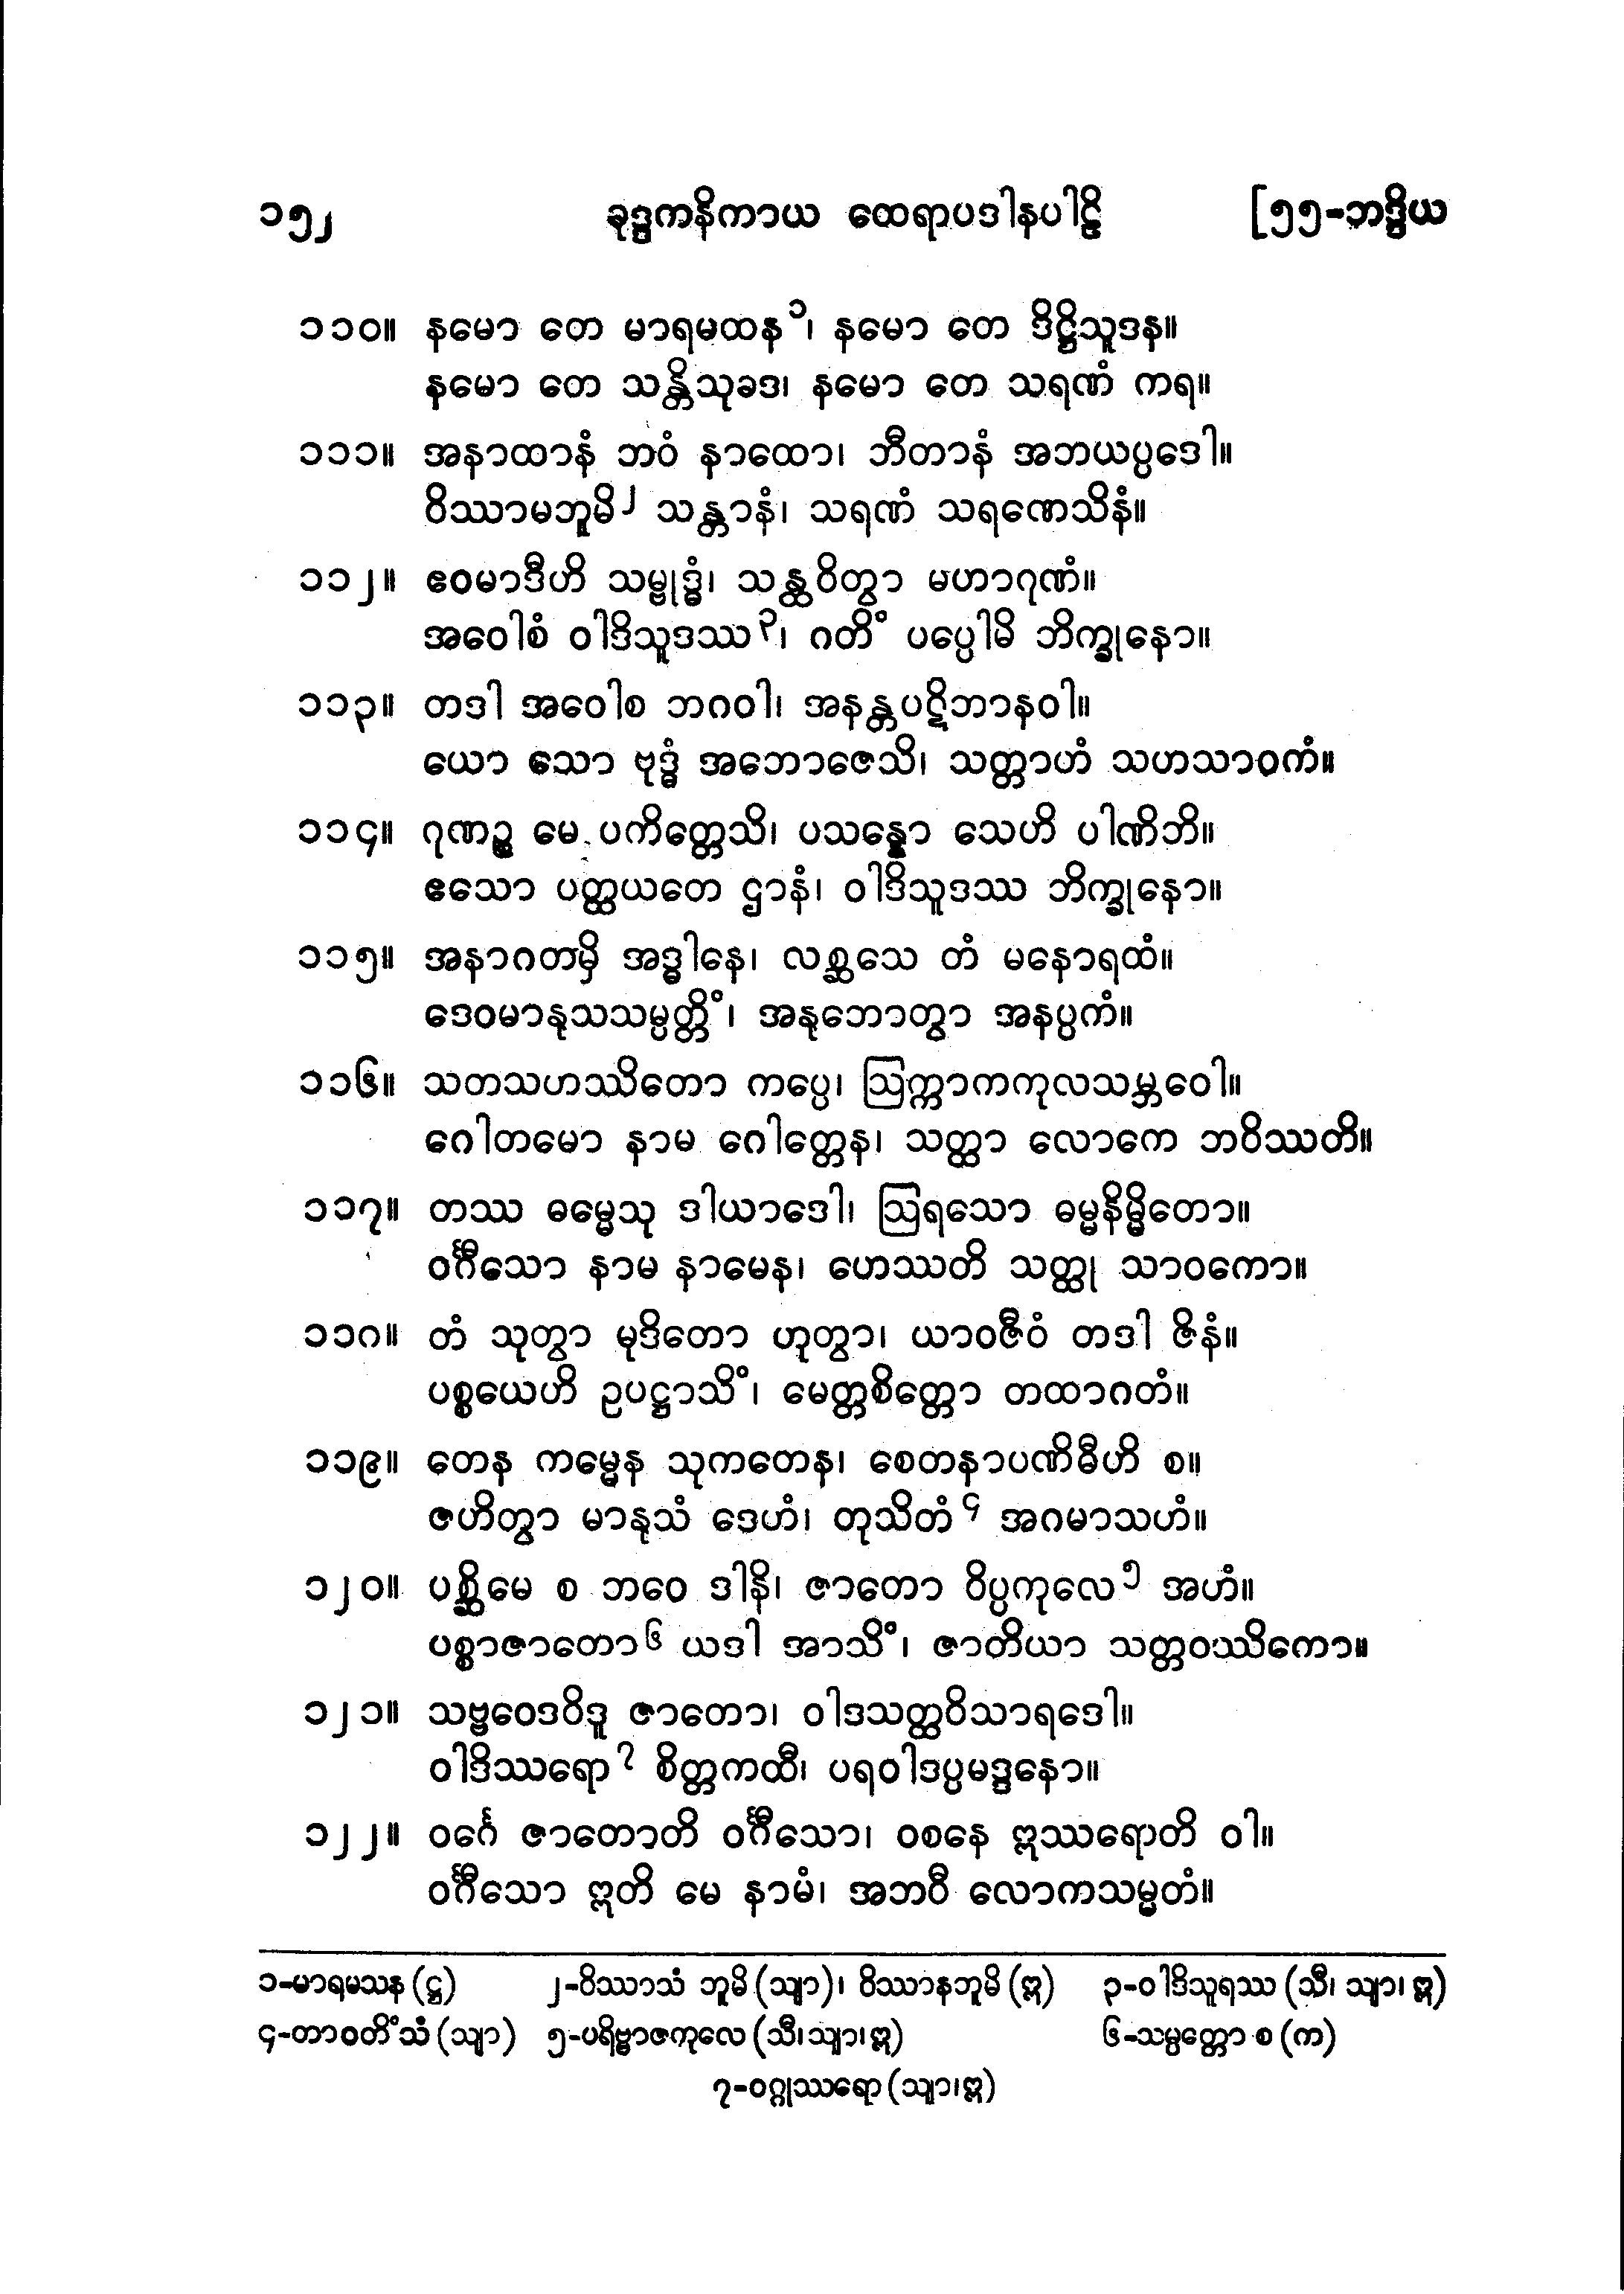 ၁၅၂ ခုဒ္ဒကနိကာယ ထေရာပဒါနပါဠိ [၅၅-ဘဒ္ဒိယ
၁၁၀။ နမော တေ မာရမထန၁၊ နမော တေ ဒိဋ္ဌိသူဒန။
နမော တေ သန္တိသုခဒ၊ နမော တေ သရဏံ ကရ။
၁၁၁။ အနာထာနံ ဘဝံ နာထော၊ ဘီတာနံ အဘယပ္ပဒေါ။
ဝိဿာမဘူမိ၂ သန္တာနံ၊ သရဏံ သရဏေသိနံ။
၁၁၂။ ဧဝမာဒီဟိ သမ္ဗုဒ္ဓံ၊ သန္ထဝိတွာ မဟာဂုဏံ။
အဝေါစံ ဝါဒိသူဒဿ၃၊ ဂတိံ ပပ္ပေါမိ ဘိက္ခုနော။
၁၁၃။ တဒါ အဝေါစ ဘဂဝါ၊ အနန္တပဋိဘာနဝါ။
ယော သော ဗုဒ္ဓံ အဘောဇေသိ၊ သတ္တာဟံ သဟသာဝကံ။
၁၁၄။ ဂုဏဉ္စ မေ ပကိတ္တေသိ၊ ပသန္နော သေဟိ ပါဏိဘိ။
ဧသော ပတ္ထယတေ ဌာနံ၊ ဝါဒိသူဒဿ ဘိက္ခုနော။
၁၁၅။ အနာဂတမှိ အဒ္ဓါနေ၊ လစ္ဆသေ တံ မနောရထံ။
ဒေဝမာနုသသမ္ပတ္တိံ၊ အနုဘောတွာ အနပ္ပကံ။
၁၁၆။ သတသဟဿိတော ကပ္ပေ၊ ဩက္ကာကကုလသမ္ဘဝေါ။
ဂေါတမော နာမ ဂေါတ္တေန၊ သတ္ထာ လောကေ ဘဝိဿတိ။
၁၁၇။ တဿ ဓမ္မေသု ဒါယာဒေါ၊ ဩရသော ဓမ္မနိမ္မိတော။
ဝင်္ဂီသော နာမ နာမေန၊ ဟေဿတိ သတ္ထု သာဝကော။
၁၁၈။ တံ သုတွာ မုဒိတော ဟုတွာ၊ ယာဝဇီဝံ တဒါ ဇိနံ။
ပစ္စယေဟိ ဥပဋ္ဌာသိံ၊ မေတ္တစိတ္တော တထာဂတံ။
၁၁၉။ တေန ကမ္မေန သုကတေန၊ စေတနာပဏိဓီဟိ စ။
ဇဟိတွာ မာနုသံ ဒေဟံ၊ တုသိတံ၄ အဂမာသဟံ။
၁၂၀။ ပစ္ဆိမေ စ ဘဝေ ဒါနိ၊ ဇာတော ဝိပ္ပကုလေ၅ အဟံ။
ပစ္စာဇာတော၆ ယဒါ အာသိံ၊ ဇာတိယာ သတ္တဝဿိကော။
၁၂၁။ သဗ္ဗဝေဒဝိဒူ ဇာတော၊ ဝါဒသတ္ထဝိသာရဒေါ။
ဝါဒိဿရော၇ စိတ္တကထီ၊ ပရဝါဒပ္ပမဒ္ဒနော။
၁၂၂။ ဝင်္ဂေ ဇာတောတိ ဝင်္ဂီသော၊ ဝစနေ ဣဿရောတိ ဝါ။
ဝင်္ဂီသော ဣတိ မေ နာမံ၊ အဘဝီ လောကသမ္မတံ။
၁-မာရမသန (ဋ္ဌ) ၂-ဝိဿာသံ ဘူမိ (သျာ)၊ ဝိဿာနဘူမိ (ဣ) ၃-ဝါဒိသူရဿ (သီ၊ သျာ၊ ဣ)
၄-တာဝတိံသံ (သျာ) ၅-ပရိဗ္ဗာဇကုလေ (သီ၊ သျာ၊ ဣ) ၆-သမ္ပတ္တော စ (က)
၇-ဝဂ္ဂုဿရော (သျာ၊ ဣ)